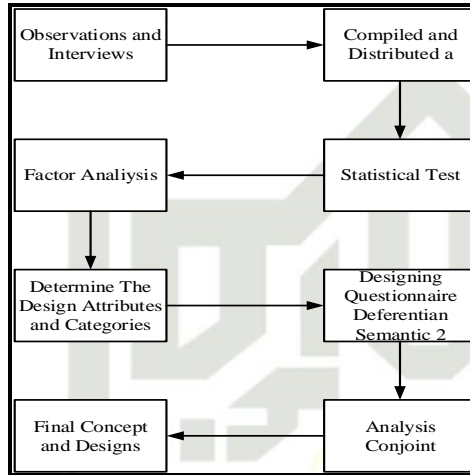 Observations and
Interviews
Compiled and
Distributed a
Statistical Test
Factor Analiysis
Determine The
Design Attributes
and Categories
Designing
Questionnaire
Deferentian
Semantic 2
Analysis
Conjoint
Final Concept
and Designs